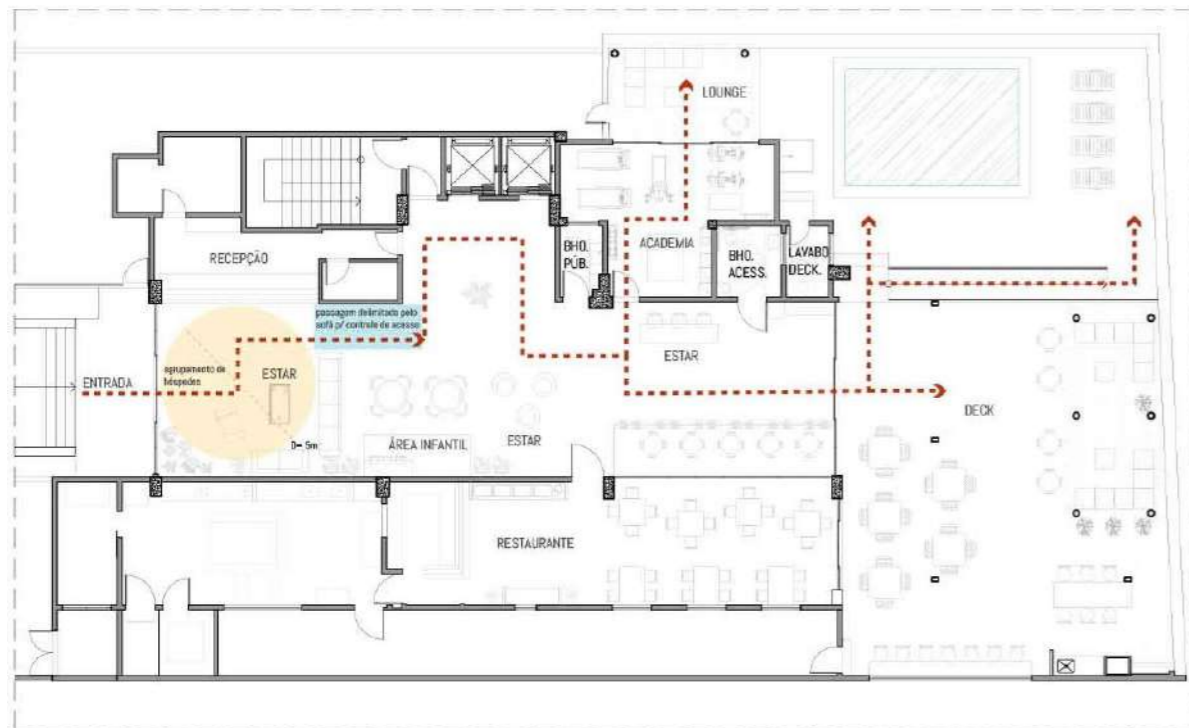 LOUNGE
RECEPÇÃO
BHO.
PÚB.
ACADEMIA
BHO.
ACESS.
LAVABO
DECK.
passagem delimitada pelo
sofá p/ controle de acesso
ENTRADA
agrupamento de
hóspedes
ESTAR
D= 5m
ÁREA INFANTIL
ESTAR
ESTAR
DECK
RESTAURANTE